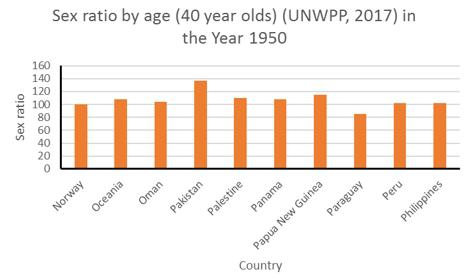 Sex ratio by age (40 year olds) (UNWPP, 2017) in
the Year 1950
160
140
120
100
80
60
40
20
0
Sex ratio
Norway
Oceania
Oman
Pakistan
Palestine
Panama
Papua New Guinea
Paraguay
Peru
Philippines
Country